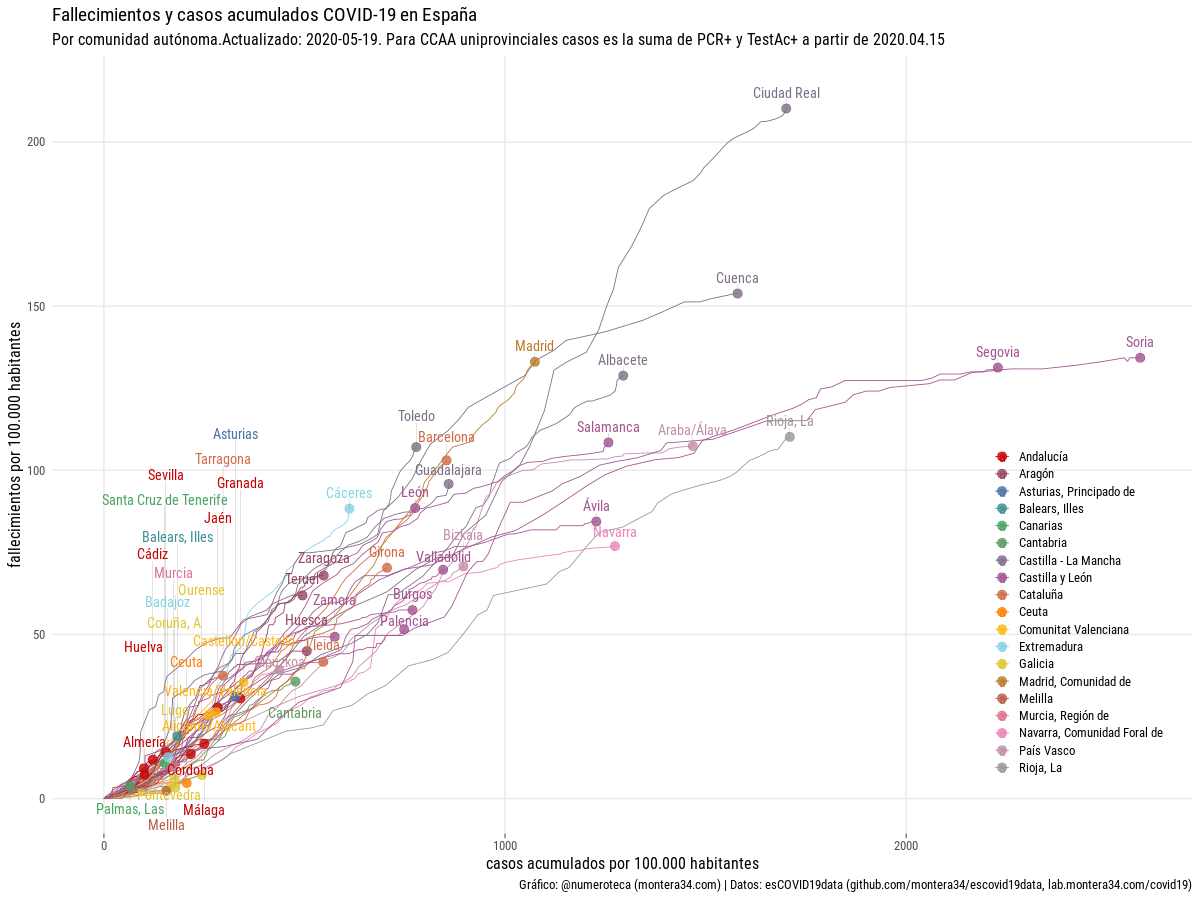 Fallecimientos y casos acumulados COVID-19 en España
Por comunidad autónoma.Actualizado: 2020-05-19. Para CCAA uniprovinciales casos es la suma de PCR+ y TestAc+ a partir de 2020.04.15
fallecimientos por 100.000 habitantes
200
150
100
50
0
Ciudad Real
Cuenca
Soria
Segovia
Madrid
Albacete
Toledo
Rioja, La
Salamanca
Araba/Álava
Asturias
Barcelona
Tarragona
Guadalajara
Sevilla
Granada
Cáceres
León
Santa Cruz de Tenerife
Ávila
Jaén
Navarra
Balears, Illes
Bizkaia
Cádiz
Girona
Zaragoza
Valladolid
Murcia
Teruel
Ourense
Burgos
Badajoz
Zamora
Coruña, A
Huesca
Palencia
Huelva
Castellón/Castelló
Lleida
Ceuta
Gipuzkoa
Valencia/València
Lugo
Cantabria
Alicante/Alacant
Almería
Córdoba
Pontevedra
Palmas, Las
Málaga
Melilla
Andalucía
Aragón
Asturias, Principado de
Balears, Illes
Canarias
Cantabria
Castilla - La Mancha
Castilla y León
Cataluña
Ceuta
Comunitat Valenciana
Extremadura
Galicia
Madrid, Comunidad de
Melilla
Murcia, Región de
Navarra, Comunidad Foral de
País Vasco
Rioja, La
0
1000
2000
casos acumulados por 100.000 habitantes
Gráfico: @numeroteca (montera34.com) | Datos: esCOVID19data (github.com/montera34/escovid19data, lab.montera34.com/covid19)